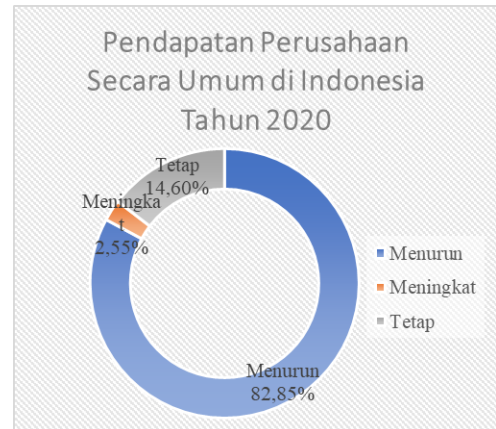 Pendapatan Perusahaan
Secara Umum di Indonesia
Tahun 2020
Tetap
14,60%
Meningka
t
2,55%
Menurun
82,85%
Menurun
Meningkat
Tetap